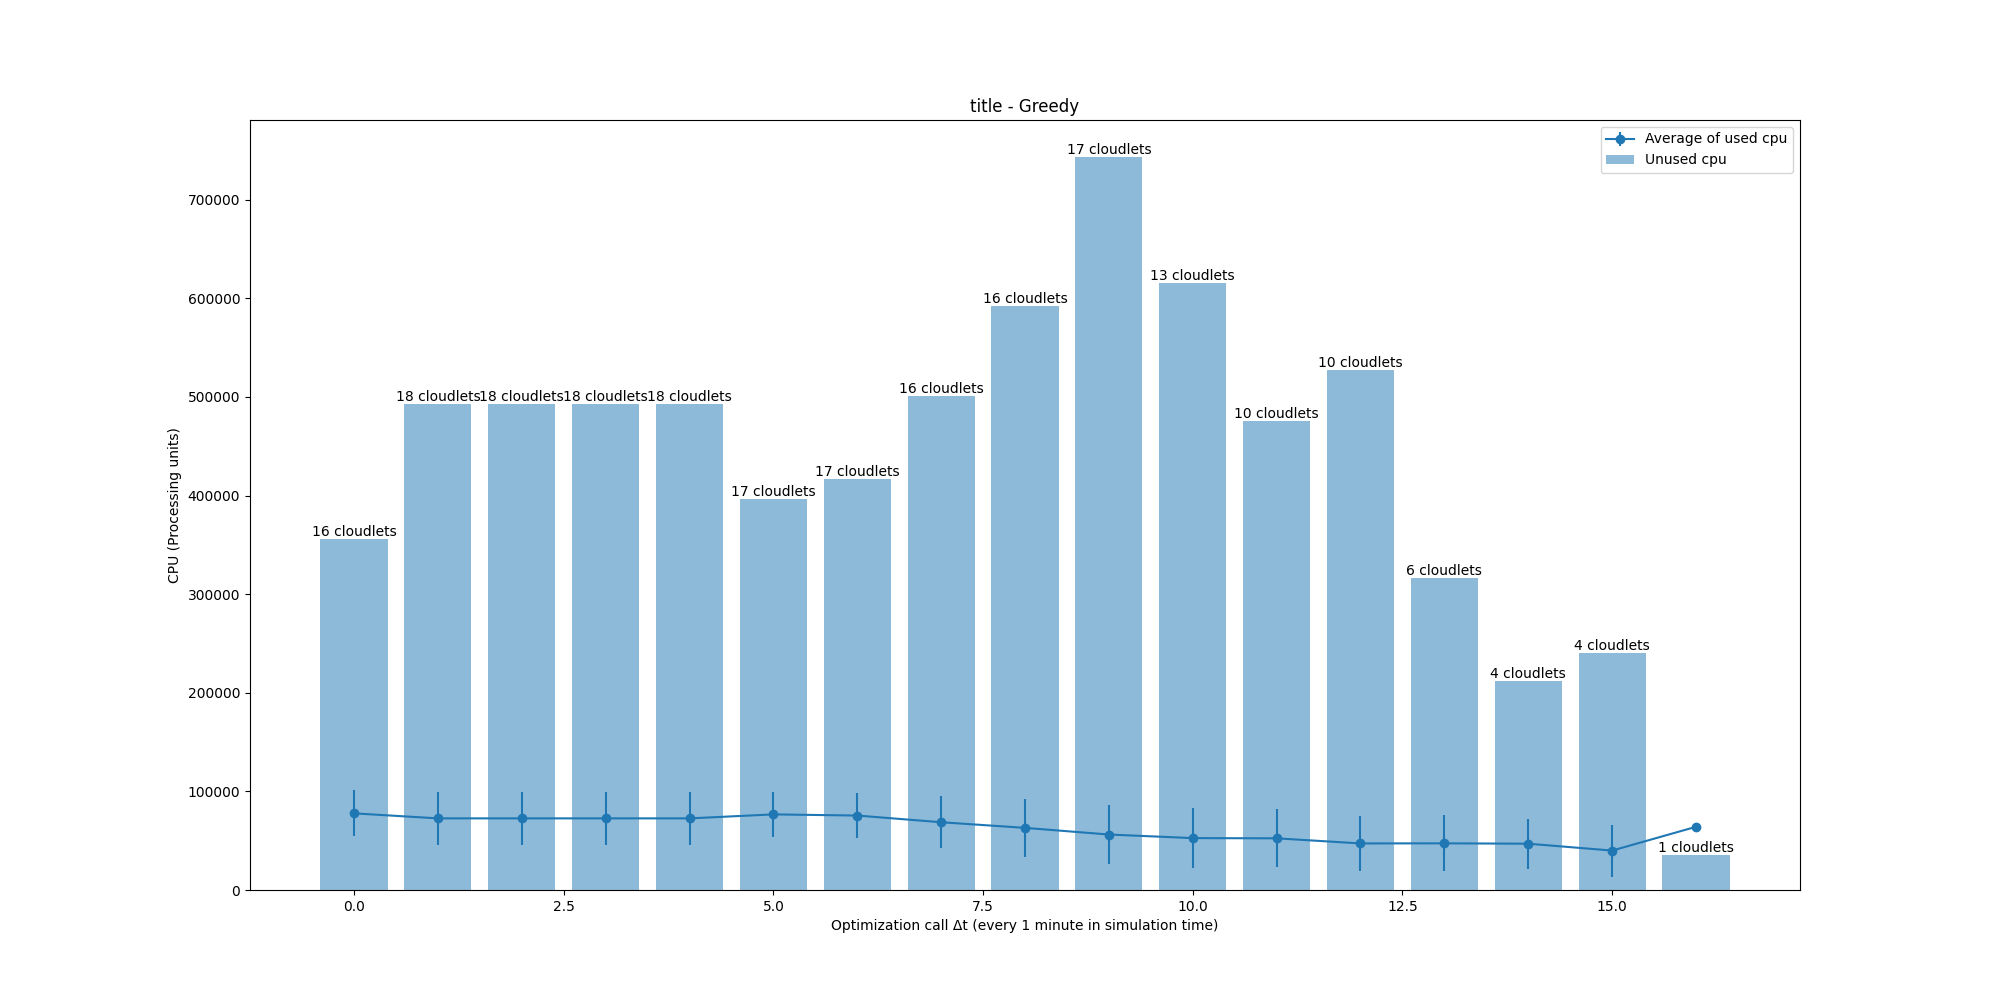 title - Greedy
Average of used cpu
Unused cpu
CPU (Processing units)
700000
600000
500000
400000
300000
200000
100000
0
16 cloudlets
18 cloudlets
18 cloudlets
18 cloudlets
18 cloudlets
17 cloudlets
17 cloudlets
16 cloudlets
16 cloudlets
17 cloudlets
13 cloudlets
10 cloudlets
10 cloudlets
6 cloudlets
4 cloudlets
4 cloudlets
1 cloudlets
0.0
2.5
5.0
7.5
10.0
12.5
15.0
Optimization call Δt (every 1 minute in simulation time)